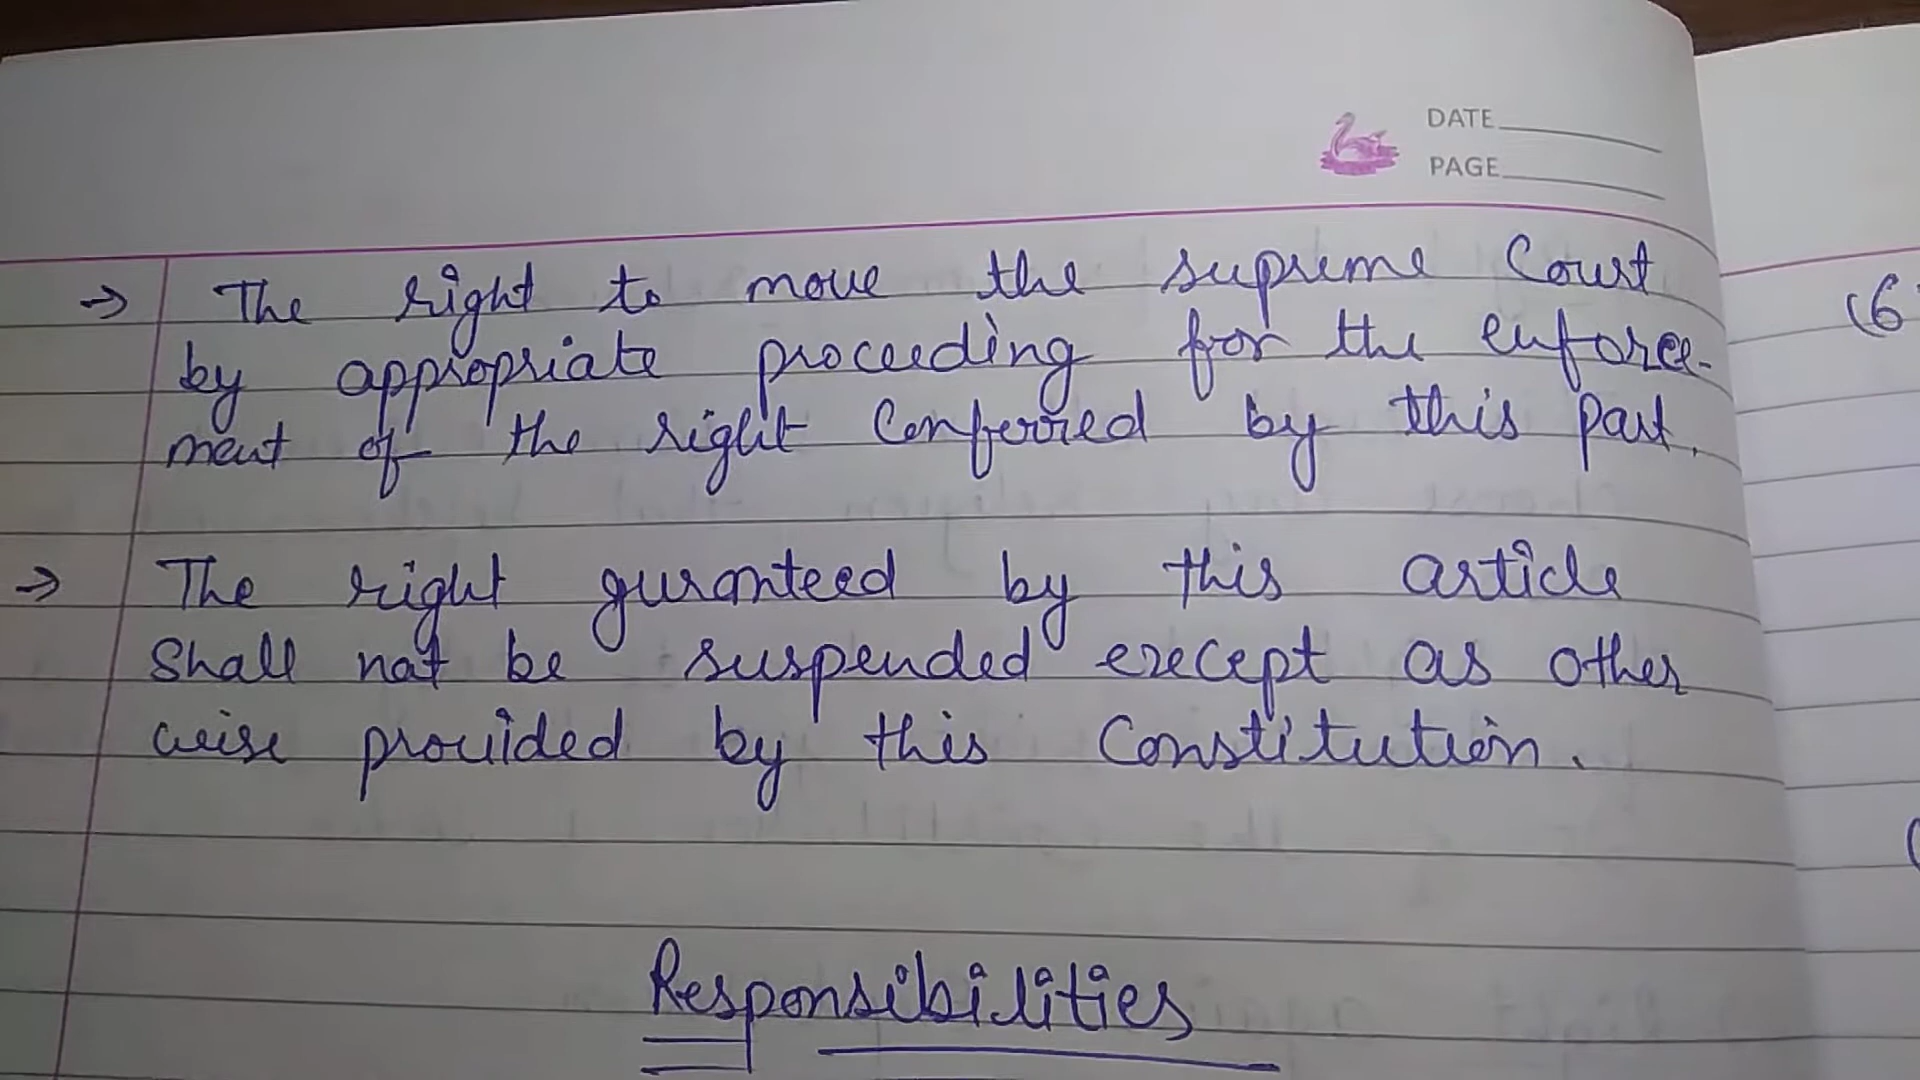 DATE
PAGE
→ The right to move the supreme Court
by appropriate proceeding for the enforce-
ment of the right Conferred by this part.
→ The right guranteed by this article
Shall not be suspended execept as other
wise provided by this Constitution.
Responsibilities
(6